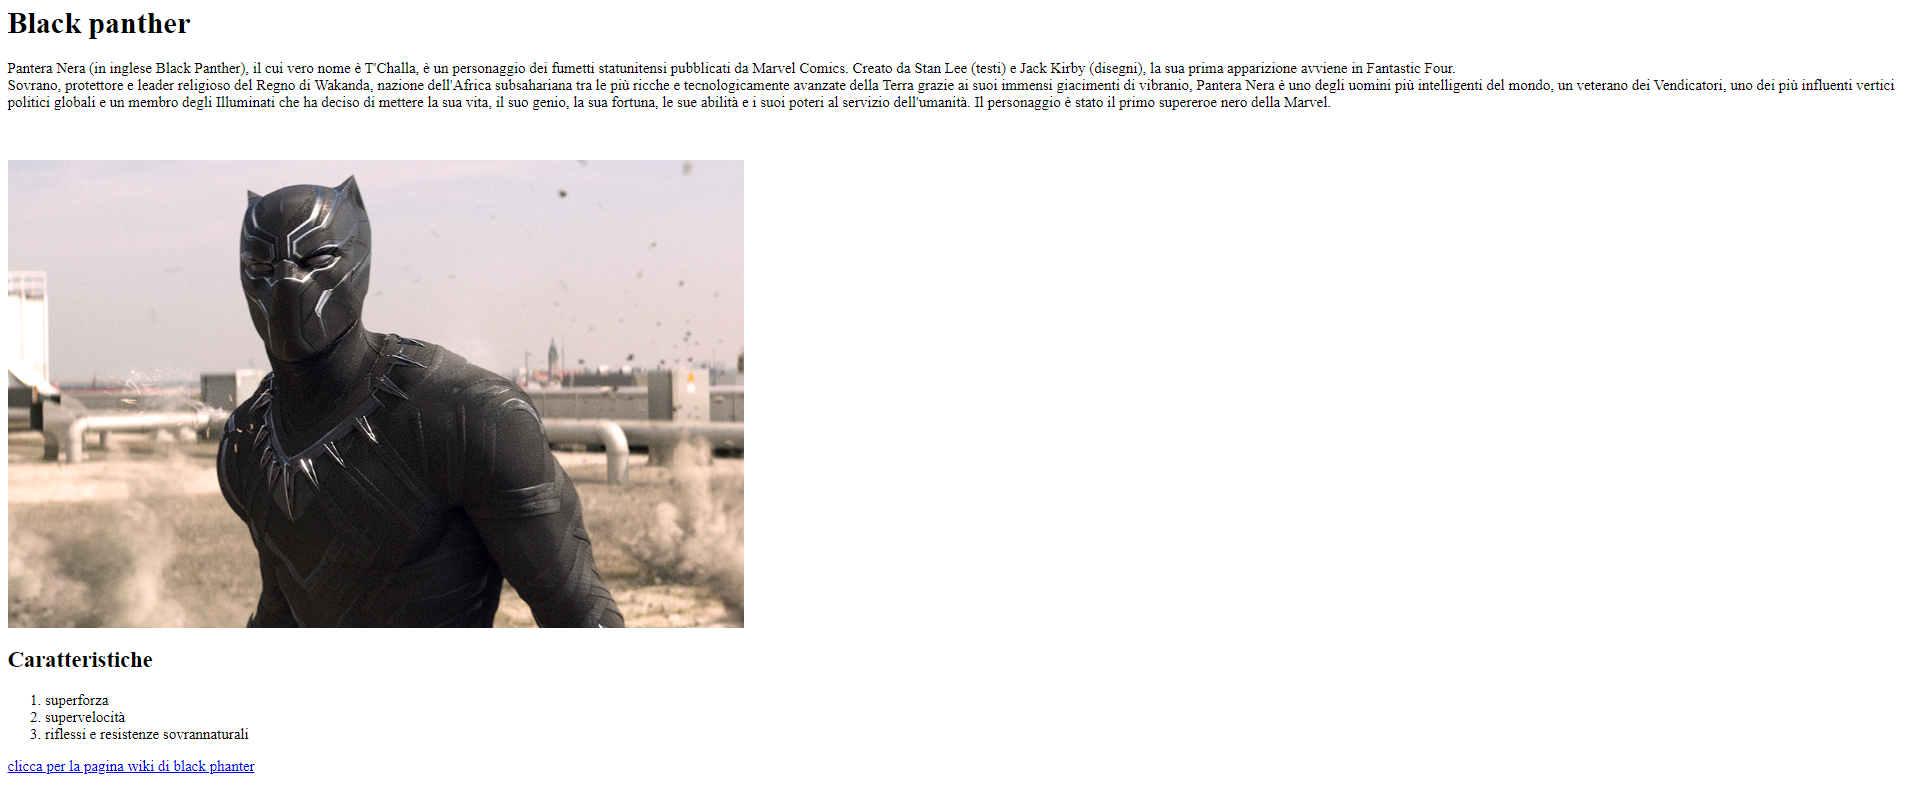 Black panther
Pantera Nera (in inglese Black Panther), il cui vero nome è T'Challa, è un personaggio dei fumetti statunitensi pubblicati da Marvel Comics. Creato da Stan Lee (testi) e Jack Kirby (disegni), la sua prima apparizione avviene in Fantastic Four.
Sovrano, protettore e leader religioso del Regno di Wakanda, nazione dell'Africa subsahariana tra le più ricche e tecnologicamente avanzate della Terra grazie ai suoi immensi giacimenti di vibranio, Pantera Nera è uno degli uomini più intelligenti del mondo, un veterano dei Vendicatori, uno dei più influenti vertici
politici globali e un membro degli Illuminati che ha deciso di mettere la sua vita, il suo genio, la sua fortuna, le sue abilità e i suoi poteri al servizio dell'umanità. Il personaggio è stato il primo supereroe nero della Marvel.
Caratteristiche
1. superforza
2. supervelocità
3. riflessi e resistenze sovrannaturali
clicca per la pagina wiki di black phanter